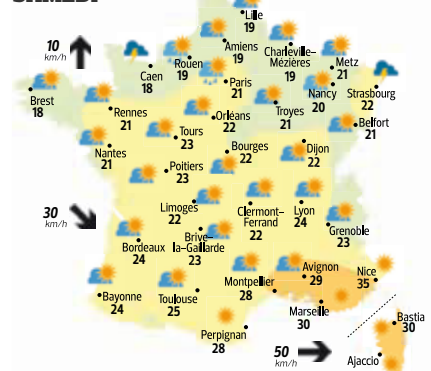 SAMEDI
Lille
19
10
km/h
Amiens
19
Charleville–
Mézières
19
Rouen
19
Metz
21
Caen
18
Paris
21
Nancy
20
Strasbourg
22
Brest
18
Rennes
21
Orléans
22
Troyes
21
Belfort
21
Tours
23
Nantes
21
Bourges
22
Dijon
22
Poitiers
23
30
km/h
Limoges
22
Clermont–
Ferrand
22
Lyon
24
Grenoble
23
Bordeaux
24
Brive–
la–Gaillarde
23
Avignon
29
Nice
35
Montpellier
28
Bayonne
24
Toulouse
25
Marseille
30
Bastia
30
Perpignan
28
50
km/h
Ajaccio